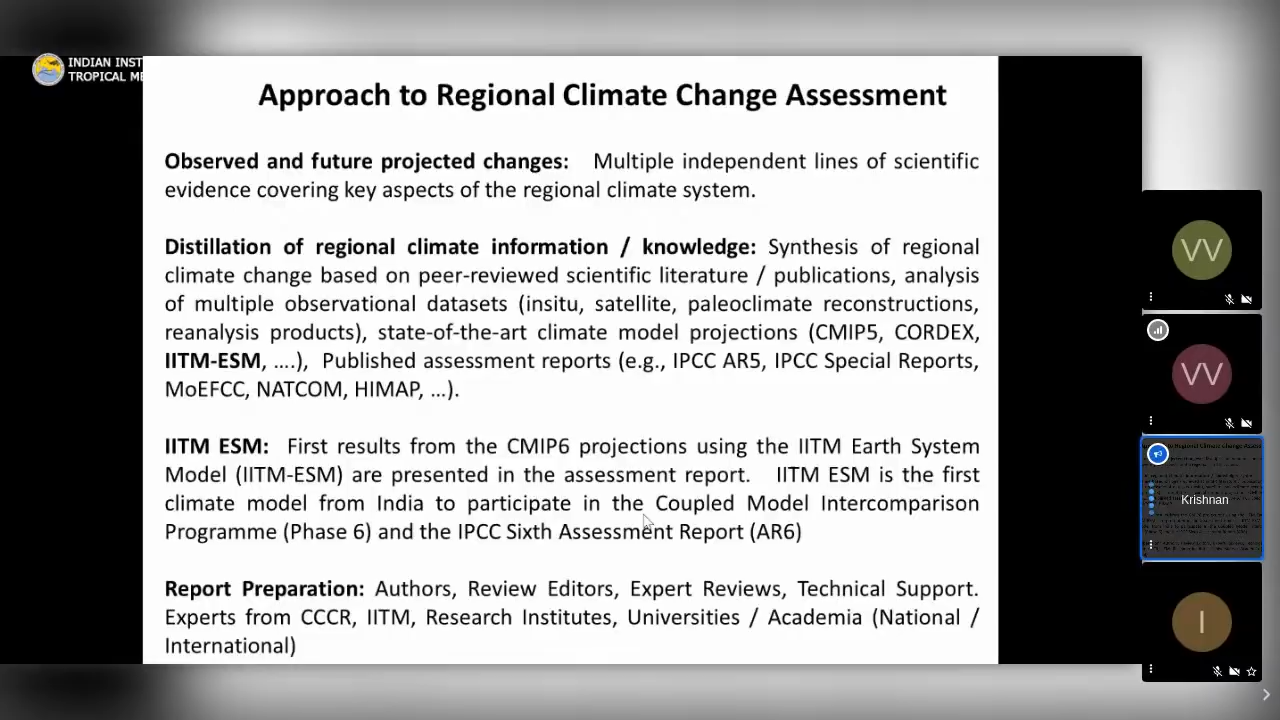 INDIAN INST
TROPICAL ME
Approach to Regional Climate Change Assessment
Observed and future projected changes: Multiple independent lines of scientific
evidence covering key aspects of the regional climate system.
Distillation of regional climate information / knowledge: Synthesis of regional
climate change based on peer-reviewed scientific literature / publications, analysis
of multiple observational datasets (insitu, satellite, paleoclimate reconstructions,
reanalysis products), state-of-the-art climate model projections (CMIP5, CORDEX,
IITM-ESM, ....), Published assessment reports (e.g., IPCC AR5, IPCC Special Reports,
MoEFCC, NATCOM, HIMAP, ...).
IITM ESM: First results from the CMIP6 projections using the IITM Earth System
Model (IITM-ESM) are presented in the assessment report. IITM ESM is the first
climate model from India to participate in the Coupled Model Intercomparison
Programme (Phase 6) and the IPCC Sixth Assessment Report (AR6)
Report Preparation: Authors, Review Editors, Expert Reviews, Technical Support.
Experts from CCCR, IITM, Research Institutes, Universities / Academia (National /
International)
VV
VV
Krishnan
I